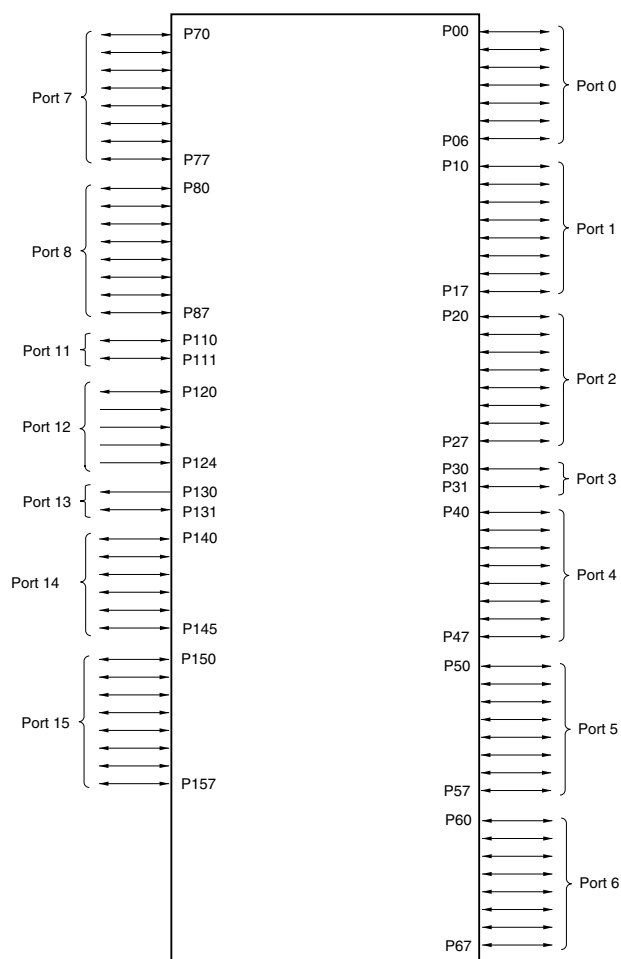 P70
Port 7
P77
P80
Port 8
P87
P110
Port 11
P111
P120
Port 12
P124
P130
Port 13
P131
P140
Port 14
P145
P150
Port 15
P157
P00
Port 0
P06
P10
Port 1
P17
P20
Port 2
P27
P30
Port 3
P31
P40
Port 4
P47
P50
Port 5
P57
P60
Port 6
P67